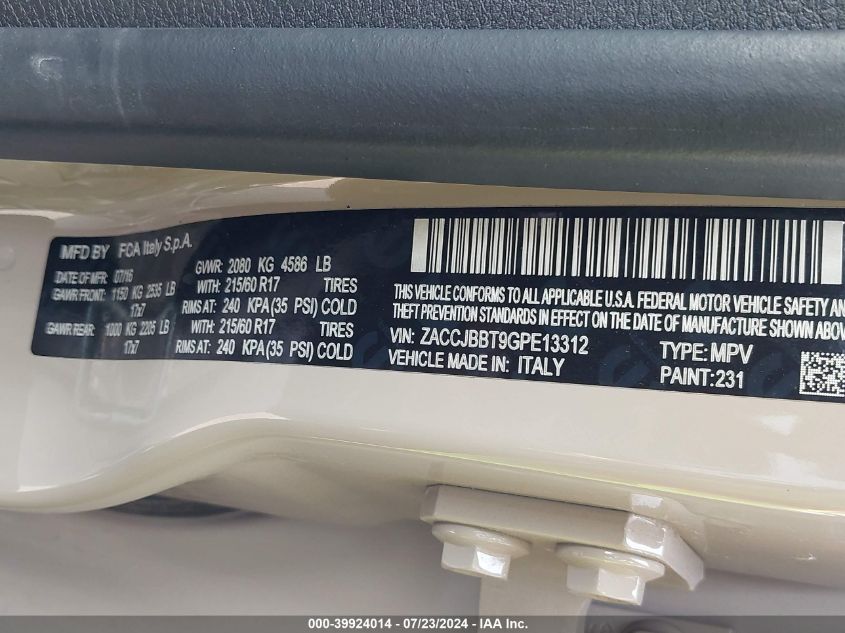 MFD BY FCA Italy S.p.A.
DATE OF MFR 07/16 GVWR: 2080 KG 4586 LB
GAWR FRONT: 1150 KG 2535 LB WITH: 215/60 R17 TIRES
17x7 RIMS AT: 240 KPA(35 PSI) COLD
GAWR REAR: 1000 KG 2205 LB WITH: 215/60 R17 TIRES
17x7 RIMS AT: 240 KPA(35 PSI) COLD
THIS VEHICLE CONFORMS TO ALL APPLICABLE U.S.A. FEDERAL MOTOR VEHICLE SAFETY AN
THEFT PREVENTION STANDARDS IN EFFECT ON THE DATE OF MANUFACTURE SHOWN ABOV
VIN: ZACCJBBT9GPE13312 TYPE: MPV
VEHICLE MADE IN: ITALY PAINT: 231
000-39924014 - 07/23/2024 - IAA Inc.